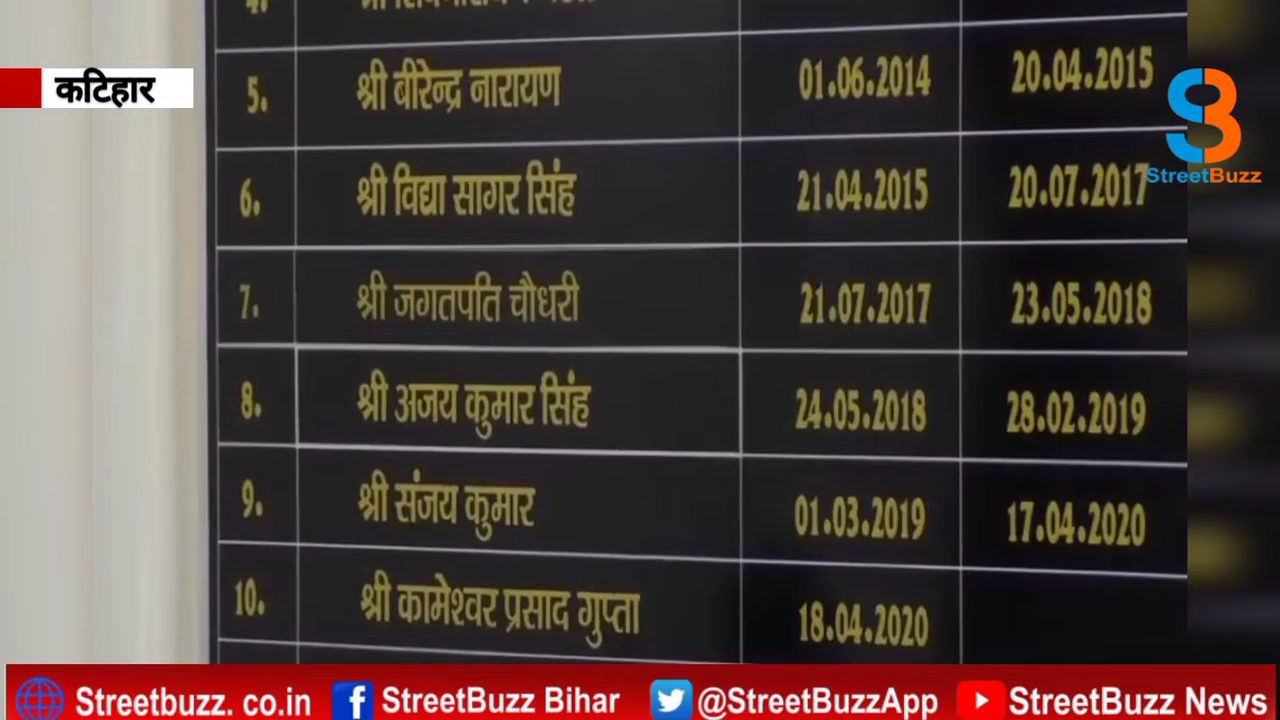 4.
कटिहार
5. श्री बीरेन्द्र नारायण 01.06.2014 20.04.2015
6. श्री विद्या सागर सिंह 21.04.2015 20.07.2017
StreetBuzz
7. श्री जगतपति चौधरी 21.07.2017 23.05.2018
8. श्री अजय कुमार सिंह 24.05.2018 28.02.2019
9. श्री संजय कुमार 01.03.2019 17.04.2020
10. श्री कामेश्वर प्रसाद गुप्ता 18.04.2020
Streetbuzz. co.in StreetBuzz Bihar @StreetBuzzApp StreetBuzz News